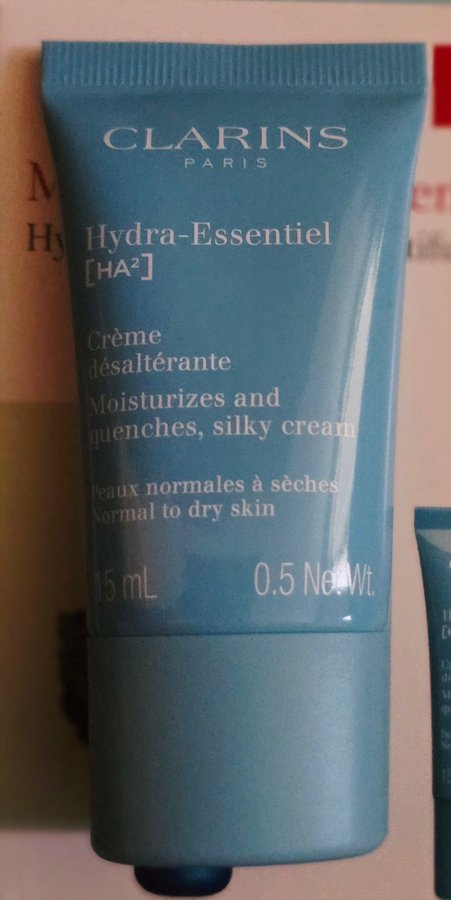 CLARINS
PARIS
Hydra-Essentiel
[HA²]
Crème
désaltérante
Moisturizes and
quenches, silky cream
Peaux normales à sèches
Normal to dry skin
15 mL 0.5 Net Wt.